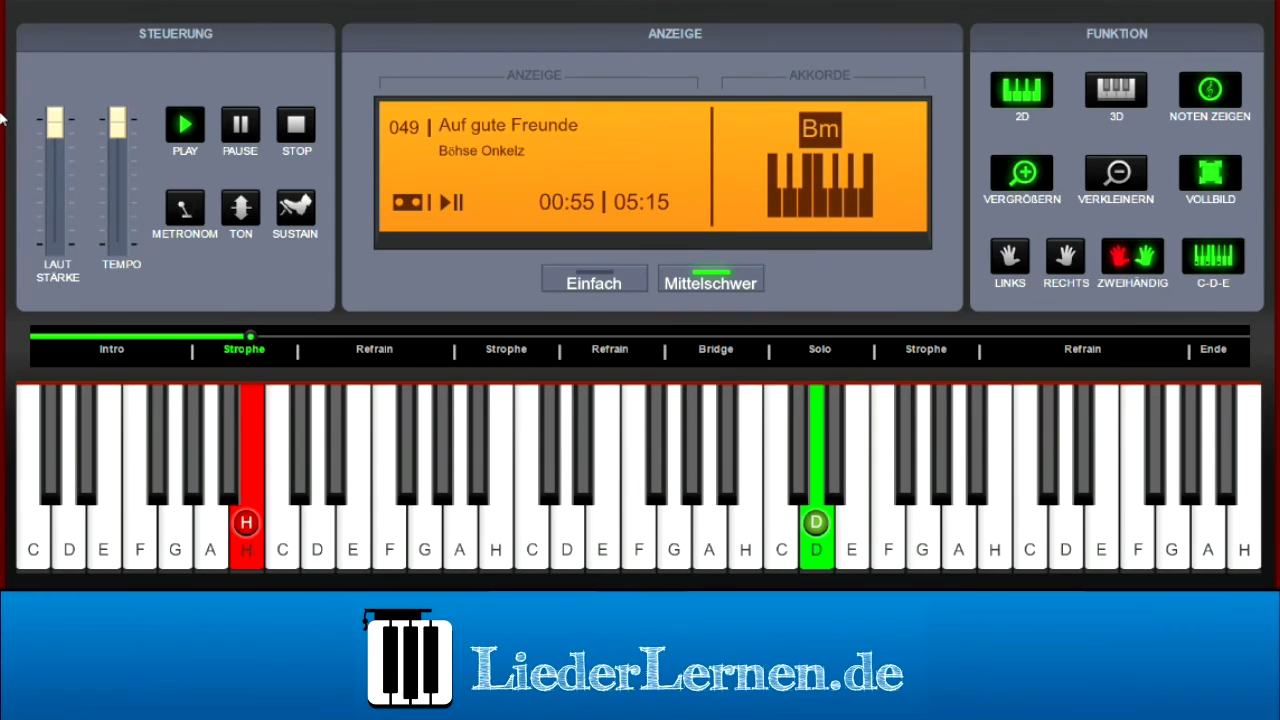 STEUERUNG
PLAY
PAUSE
STOP
METRONOM
TON
SUSTAIN
LAUT
STÄRKE
TEMPO
ANZEIGE
ANZEIGE
AKKORDE
049 | Auf gute Freunde
Böhse Onkelz
00:55 | 05:15
Bm
Einfach
Mittelschwer
FUNKTION
2D
3D
NOTEN ZEIGEN
VERGRÖßERN
VERKLEINERN
VOLLBILD
LINKS
RECHTS
ZWEIHÄNDIG
C-D-E
Intro | Strophe | Refrain | Strophe | Refrain | Bridge | Solo | Strophe | Refrain | Ende
H D
C D E F G A H C D E F G A H C D E F G A H C D E F G A H C D E F G A H
LiederLernen.de